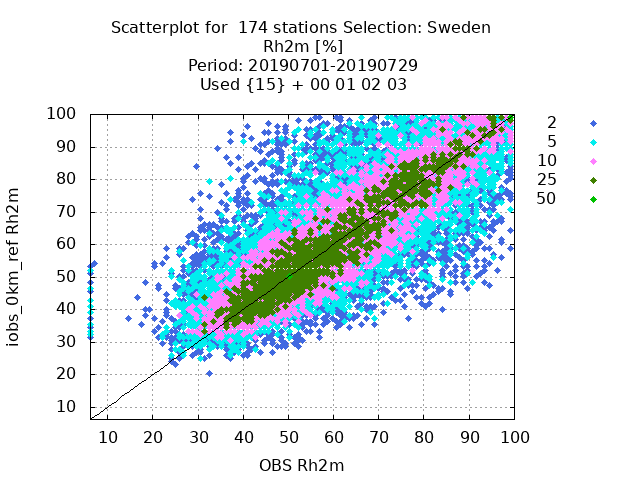 Scatterplot for  174 stations Selection: Sweden
Rh2m [%]
Period: 20190701-20190729
Used {15} + 00 01 02 03
100
90
80
70
60
50
40
30
20
10
iobs_0km_ref Rh2m
10 20 30 40 50 60 70 80 90 100
OBS Rh2m
2
5
10
25
50